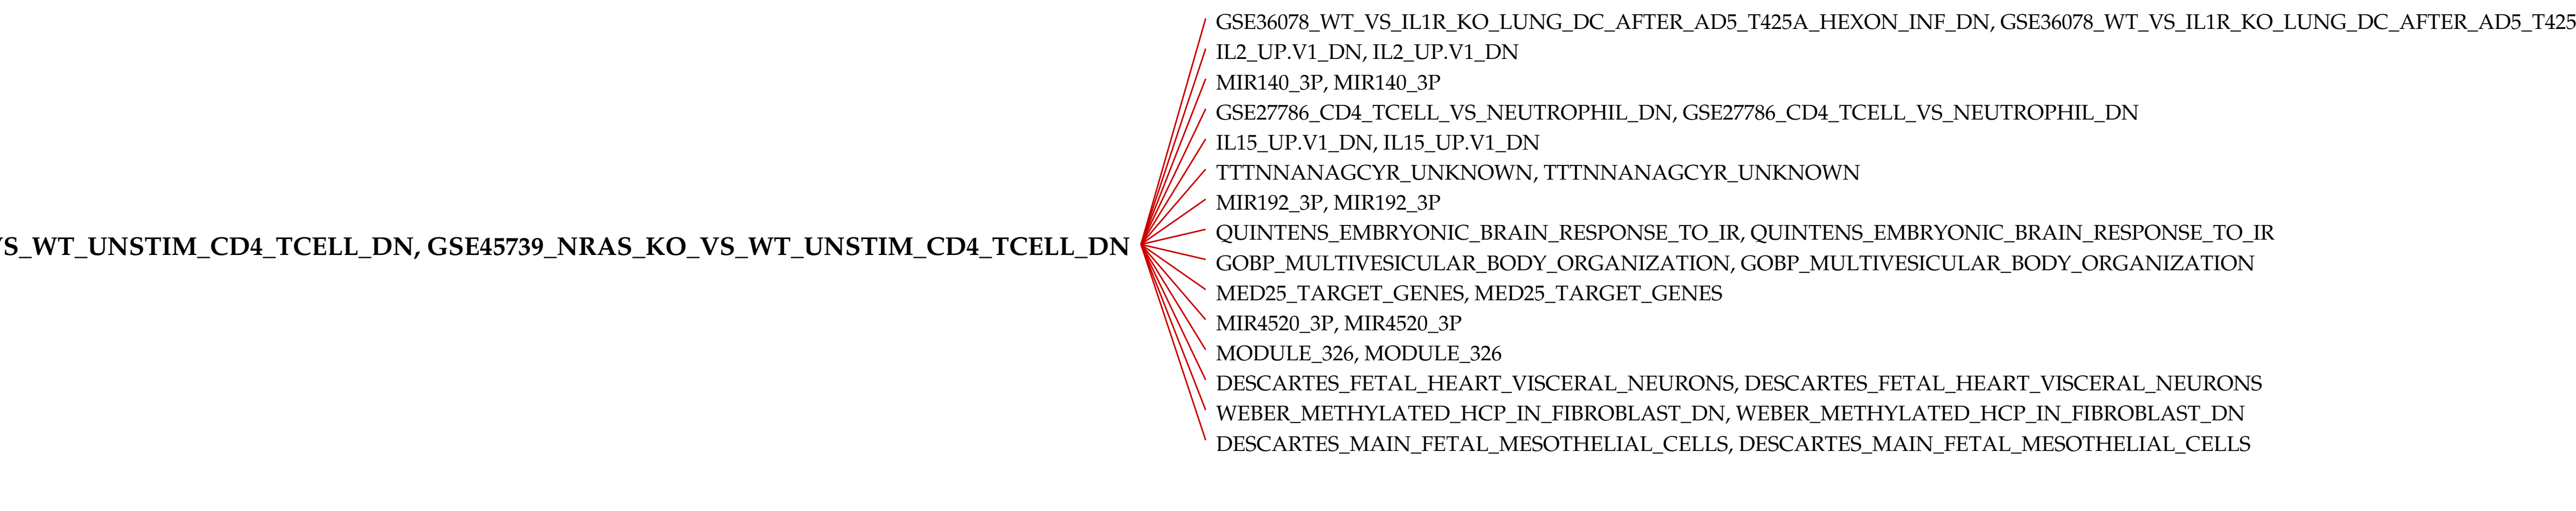 GSE36078_WT_VS_IL1R_KO_LUNG_DC_AFTER_AD5_T425A_HEXON_INF_DN, GSE36078_WT_VS_IL1R_KO_LUNG_DC_AFTER_AD5_T425
IL2_UP.V1_DN, IL2_UP.V1_DN
MIR140_3P, MIR140_3P
GSE27786_CD4_TCELL_VS_NEUTROPHIL_DN, GSE27786_CD4_TCELL_VS_NEUTROPHIL_DN
IL15_UP.V1_DN, IL15_UP.V1_DN
TTTNNANAGCYR_UNKNOWN, TTTNNANAGCYR_UNKNOWN
MIR192_3P, MIR192_3P
QUINTENS_EMBRYONIC_BRAIN_RESPONSE_TO_IR, QUINTENS_EMBRYONIC_BRAIN_RESPONSE_TO_IR
VS_WT_UNSTIM_CD4_TCELL_DN, GSE45739_NRAS_KO_VS_WT_UNSTIM_CD4_TCELL_DN
GOBP_MULTIVESICULAR_BODY_ORGANIZATION, GOBP_MULTIVESICULAR_BODY_ORGANIZATION
MED25_TARGET_GENES, MED25_TARGET_GENES
MIR4520_3P, MIR4520_3P
MODULE_326, MODULE_326
DESCARTES_FETAL_HEART_VISCERAL_NEURONS, DESCARTES_FETAL_HEART_VISCERAL_NEURONS
WEBER_METHYLATED_HCP_IN_FIBROBLAST_DN, WEBER_METHYLATED_HCP_IN_FIBROBLAST_DN
DESCARTES_MAIN_FETAL_MESOTHELIAL_CELLS, DESCARTES_MAIN_FETAL_MESOTHELIAL_CELLS